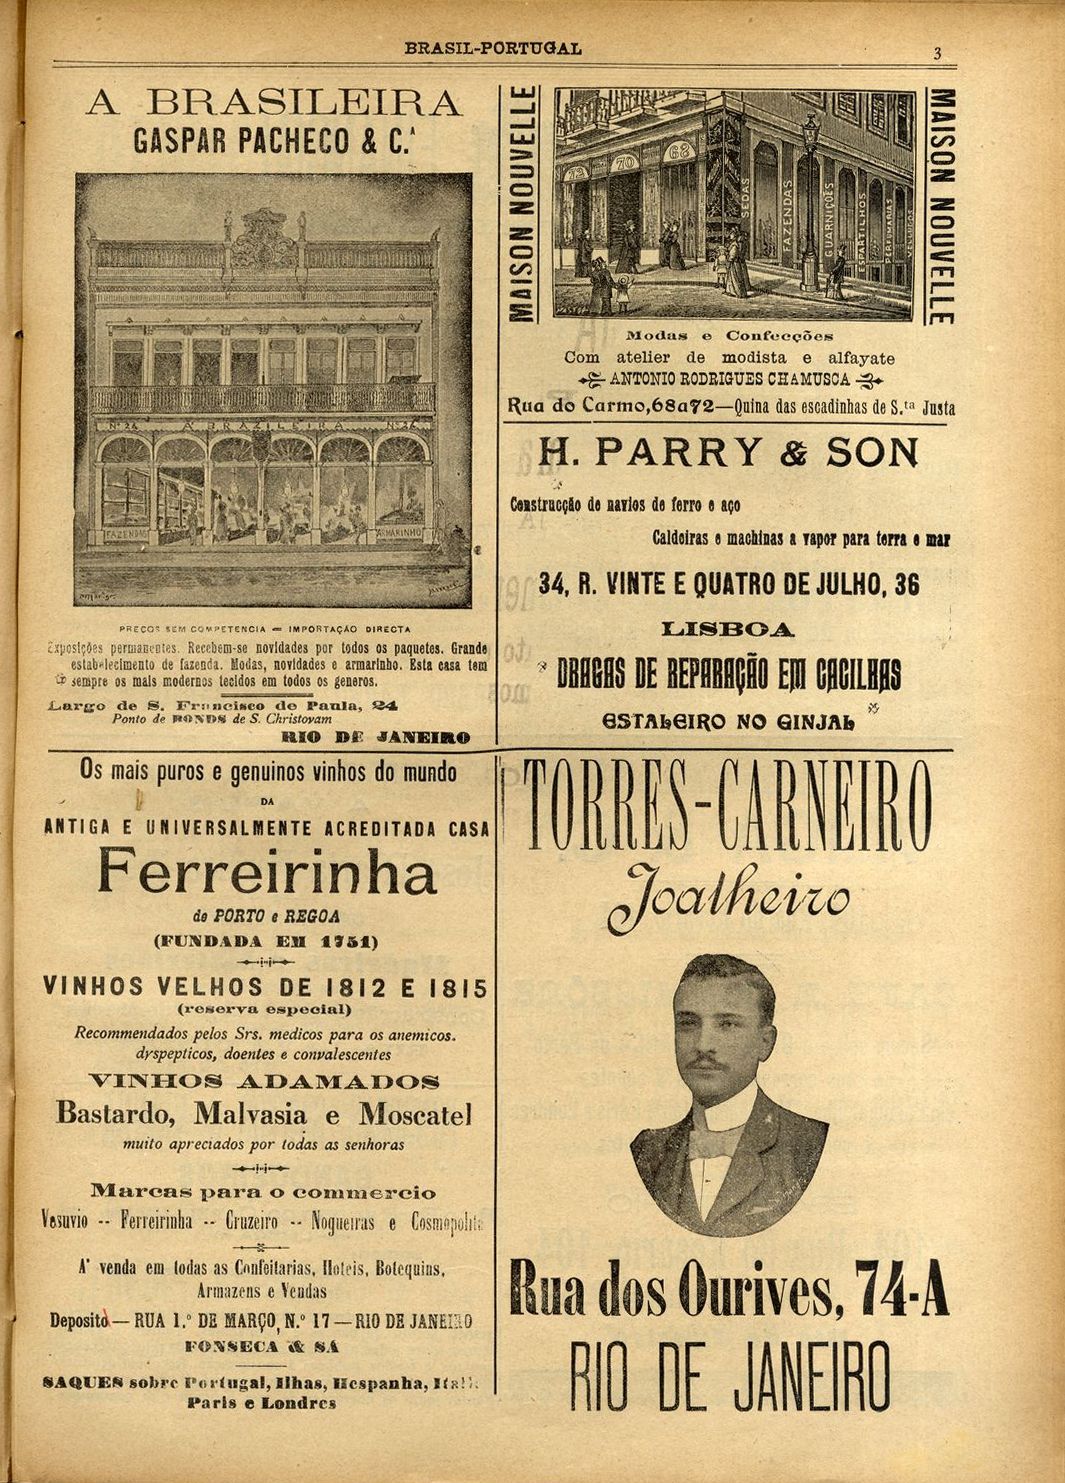 BRASIL-PORTUGAL
3
A BRASILEIRA
GASPAR PACHECO & C.ª
Nº 24 A BRAZILEIRA Nº 24
FAZENDAS
ARMARINHO
PREÇOS SEM COMPETENCIA — IMPORTAÇÃO DIRECTA
Exposições permanentes. Recebem-se novidades por todos os paquetes. Grande
estabelecimento de fazenda. Modas, novidades e armarinho. Esta casa tem
sempre os mais modernos tecidos em todos os generos.
Largo de S. Francisco de Paula, 24
Ponto de BONDS de S. Christovam
RIO DE JANEIRO
MAISON NOUVELLE
72
70
68
SEDAS
FAZENDAS
GUARNIÇÕES
ESPARTILHOS
PERFUMARIAS
MAISON NOUVELLE
Modas e Confecções
Com atelier de modista e alfayate
ANTONIO RODRIGUES CHAMUSCA
Rua do Carmo, 68 a 72—Quina das escadinhas de S.ta Justa
H. PARRY & SON
Construcção de navios de ferro e aço
Caldeiras e machinas a vapor para terra e mar
34, R. VINTE E QUATRO DE JULHO, 36
LISBOA
DRAGAS DE REPARAÇÃO EM CACILHAS
ESTALEIRO NO GINJAL
Os mais puros e genuinos vinhos do mundo
DA
ANTIGA E UNIVERSALMENTE ACREDITADA CASA
Ferreirinha
de PORTO e REGOA
(FUNDADA EM 1751)
VINHOS VELHOS DE 1812 E 1815
(reserva especial)
Recommendados pelos Srs. medicos para os anemicos.
dyspepticos, doentes e convalescentes
VINHOS ADAMADOS
Bastardo, Malvasia e Moscatel
muito apreciados por todas as senhoras
Marcas para o commercio
Vesuvio -- Ferreirinha -- Cruzeiro -- Nogueiras e Cosmopolita
A' venda em todas as Confeitarias, Hoteis, Botequins,
Armazens e Vendas
Deposito — RUA 1.º DE MARÇO, N.º 17 — RIO DE JANEIRO
FONSECA & SÁ
SAQUES sobre Portugal, Ilhas, Hespanha, Italia
Paris e Londres
TORRES-CARNEIRO
Joalheiro
Rua dos Ourives, 74-A
RIO DE JANEIRO